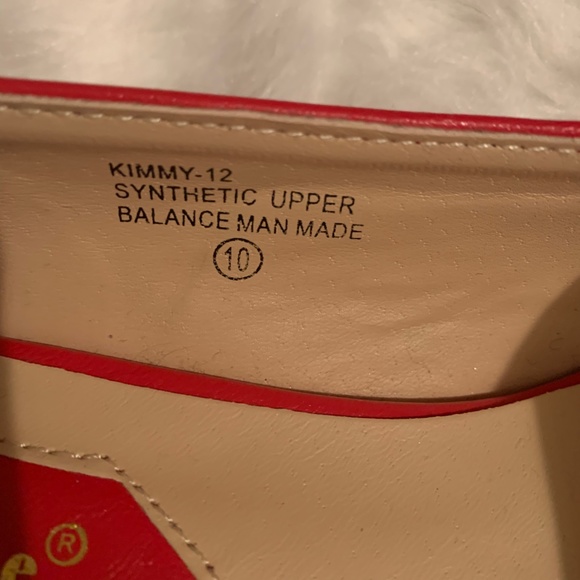 KIMMY-12
SYNTHETIC UPPER
BALANCE MAN MADE
10
e®